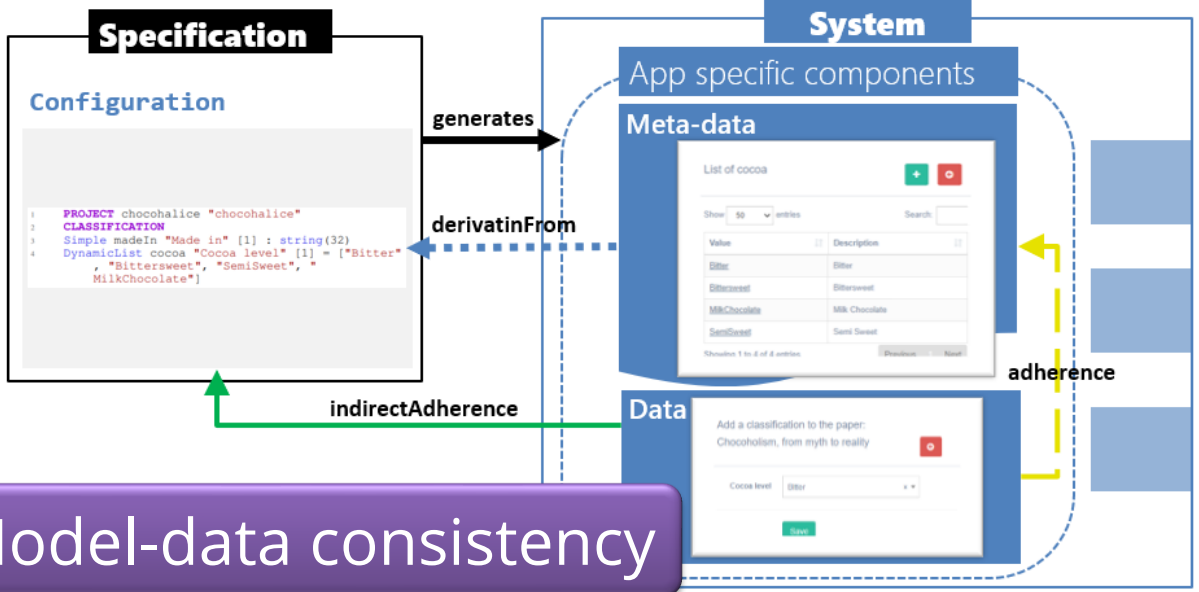 Specification
Configuration
1 PROJECT chocohalice "chocohalice"
2 CLASSIFICATION
3 Simple madeIn "Made in" [1] : string(32)
4 DynamicList cocoa "Cocoa level" [1] = ["Bitter"
, "Bittersweet", "SemiSweet", "
MilkChocolate"]
generates
derivatinFrom
indirectAdherence
System
App specific components
Meta-data
List of cocoa
Show 50 entries Search:
Value Description
Bitter Bitter
Bittersweet Bittersweet
MilkChocolate Milk Chocolate
SemiSweet Semi Sweet
Showing 1 to 4 of 4 entries Previous 1 Next
adherence
Data
Add a classification to the paper:
Chocoholism, from myth to reality
Cocoa level Bitter x
Save
odel-data consistency